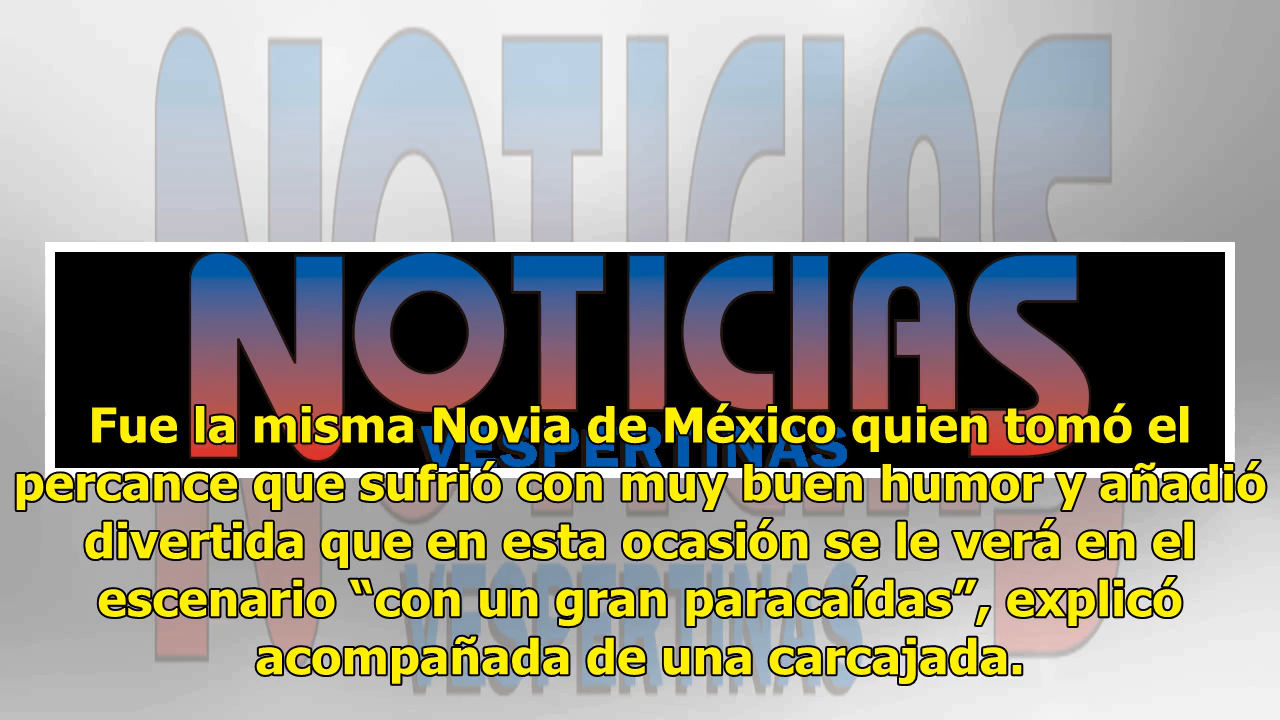 NOTICIAS
VESPERTINAS
NOTICIAS
VESPERTINAS
Fue la misma Novia de México quien tomó el
percance que sufrió con muy buen humor y añadió
divertida que en esta ocasión se le verá en el
escenario “con un gran paracaídas”, explicó
acompañada de una carcajada.